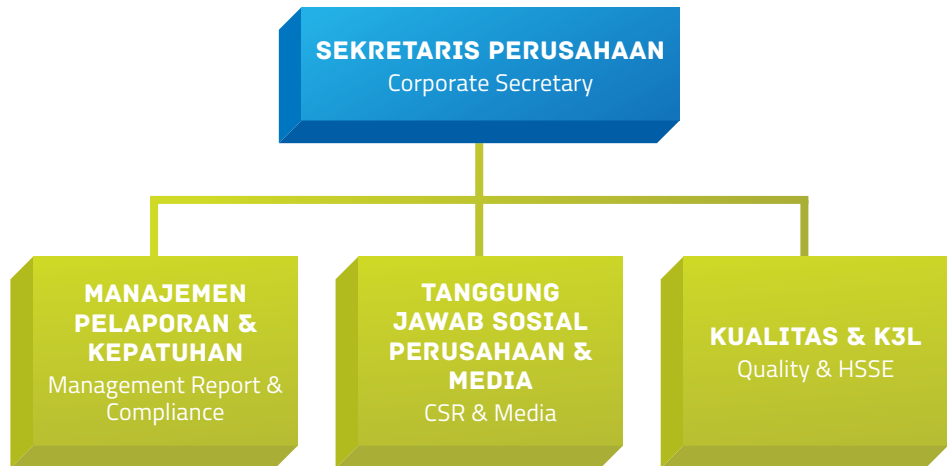 SEKRETARIS PERUSAHAAN
Corporate Secretary
MANAJEMEN
PELAPORAN &
KEPATUHAN
Management Report &
Compliance
TANGGUNG
JAWAB SOSIAL
PERUSAHAAN &
MEDIA
CSR & Media
KUALITAS & K3L
Quality & HSSE